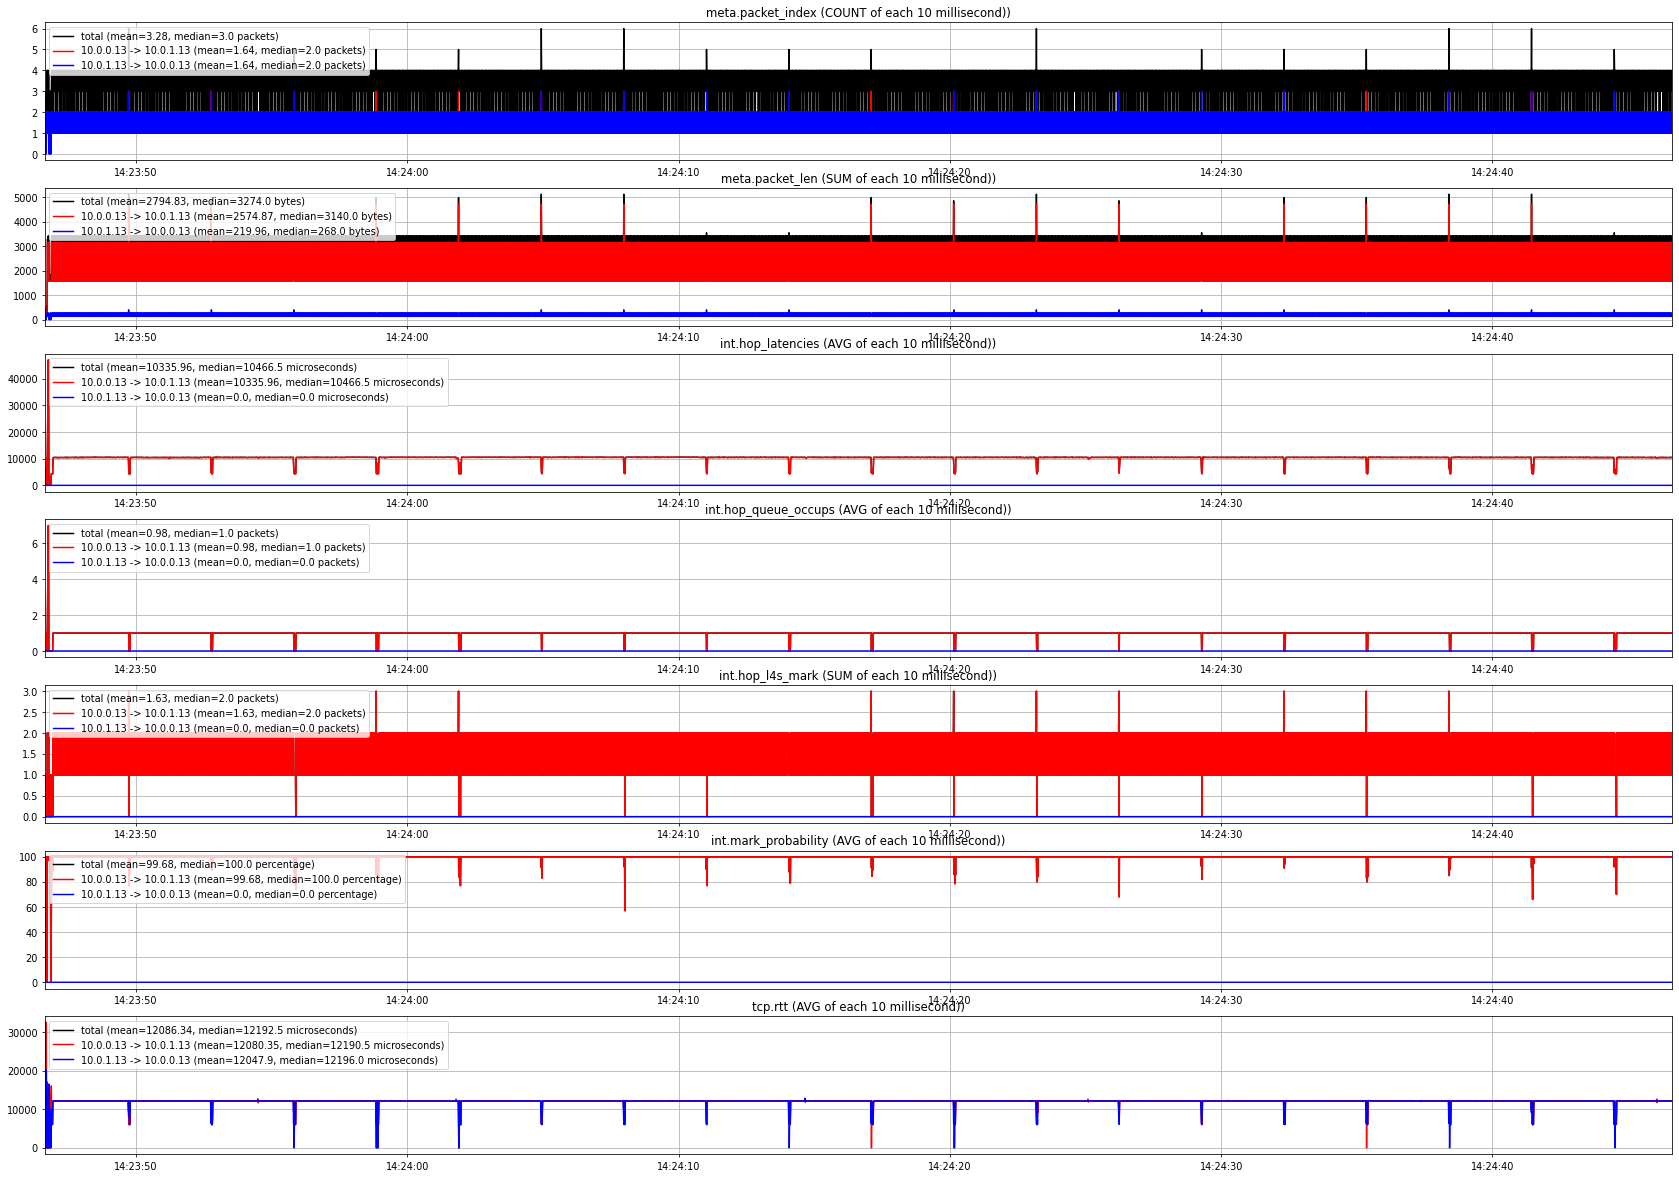 meta.packet_index (COUNT of each 10 millisecond))
total (mean=3.28, median=3.0 packets)
10.0.0.13 -> 10.0.1.13 (mean=1.64, median=2.0 packets)
10.0.1.13 -> 10.0.0.13 (mean=1.64, median=2.0 packets)
6
5
4
3
2
1
0
14:23:50 14:24:00 14:24:10 14:24:20 14:24:30 14:24:40
meta.packet_len (SUM of each 10 millisecond))
total (mean=2794.83, median=3274.0 bytes)
10.0.0.13 -> 10.0.1.13 (mean=2574.87, median=3140.0 bytes)
10.0.1.13 -> 10.0.0.13 (mean=219.96, median=268.0 bytes)
5000
4000
3000
2000
1000
0
14:23:50 14:24:00 14:24:10 14:24:20 14:24:30 14:24:40
int.hop_latencies (AVG of each 10 millisecond))
total (mean=10335.96, median=10466.5 microseconds)
10.0.0.13 -> 10.0.1.13 (mean=10335.96, median=10466.5 microseconds)
10.0.1.13 -> 10.0.0.13 (mean=0.0, median=0.0 microseconds)
40000
30000
20000
10000
0
14:23:50 14:24:00 14:24:10 14:24:20 14:24:30 14:24:40
int.hop_queue_occups (AVG of each 10 millisecond))
total (mean=0.98, median=1.0 packets)
10.0.0.13 -> 10.0.1.13 (mean=0.98, median=1.0 packets)
10.0.1.13 -> 10.0.0.13 (mean=0.0, median=0.0 packets)
6
4
2
0
14:23:50 14:24:00 14:24:10 14:24:20 14:24:30 14:24:40
int.hop_l4s_mark (SUM of each 10 millisecond))
total (mean=1.63, median=2.0 packets)
10.0.0.13 -> 10.0.1.13 (mean=1.63, median=2.0 packets)
10.0.1.13 -> 10.0.0.13 (mean=0.0, median=0.0 packets)
3.0
2.5
2.0
1.5
1.0
0.5
0.0
14:23:50 14:24:00 14:24:10 14:24:20 14:24:30 14:24:40
int.mark_probability (AVG of each 10 millisecond))
total (mean=99.68, median=100.0 percentage)
10.0.0.13 -> 10.0.1.13 (mean=99.68, median=100.0 percentage)
10.0.1.13 -> 10.0.0.13 (mean=0.0, median=0.0 percentage)
100
80
60
40
20
0
14:23:50 14:24:00 14:24:10 14:24:20 14:24:30 14:24:40
tcp.rtt (AVG of each 10 millisecond))
total (mean=12086.34, median=12192.5 microseconds)
10.0.0.13 -> 10.0.1.13 (mean=12080.35, median=12190.5 microseconds)
10.0.1.13 -> 10.0.0.13 (mean=12047.9, median=12196.0 microseconds)
30000
20000
10000
0
14:23:50 14:24:00 14:24:10 14:24:20 14:24:30 14:24:40